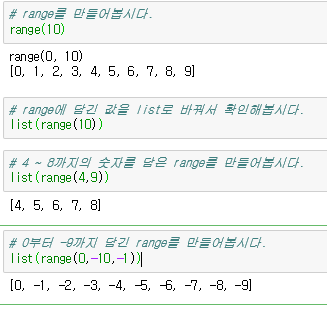 # range를 만들어봅시다.
range(10)
range(0, 10)
[0, 1, 2, 3, 4, 5, 6, 7, 8, 9]
# range에 담긴 값을 list로 바꿔서 확인해봅시다.
list(range(10))
# 4 ~ 8까지의 숫자를 담은 range를 만들어봅시다.
list(range(4,9))
[4, 5, 6, 7, 8]
# 0부터 -9까지 담긴 range를 만들어봅시다.
list(range(0,-10,-1))
[0, -1, -2, -3, -4, -5, -6, -7, -8, -9]